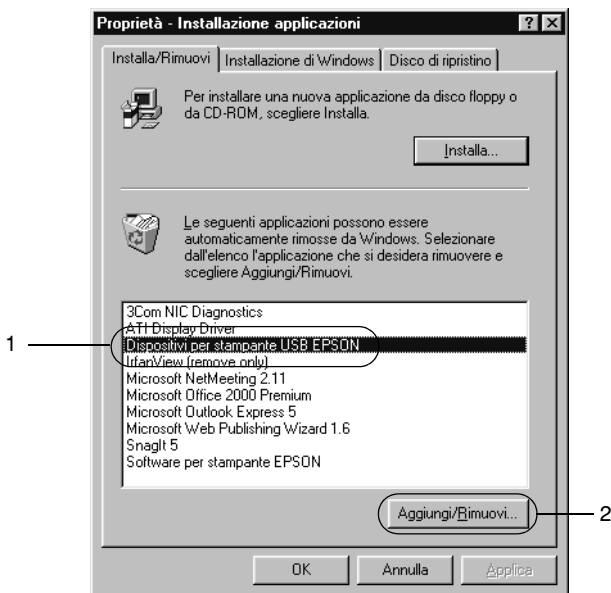 Proprietà - Installazione applicazioni
Installa/Rimuovi Installazione di Windows Disco di ripristino
Per installare una nuova applicazione da disco floppy o
da CD-ROM, scegliere Installa.
Installa...
Le seguenti applicazioni possono essere
automaticamente rimosse da Windows. Selezionare
dall'elenco l'applicazione che si desidera rimuovere e
scegliere Aggiungi/Rimuovi.
3Com NIC Diagnostics
ATI Display Driver
1 Dispositivi per stampante USB EPSON
IrfanView (remove only)
Microsoft NetMeeting 2.11
Microsoft Office 2000 Premium
Microsoft Outlook Express 5
Microsoft Web Publishing Wizard 1.6
SnagIt 5
Software per stampante EPSON
Aggiungi/Rimuovi... 2
OK Annulla Applica